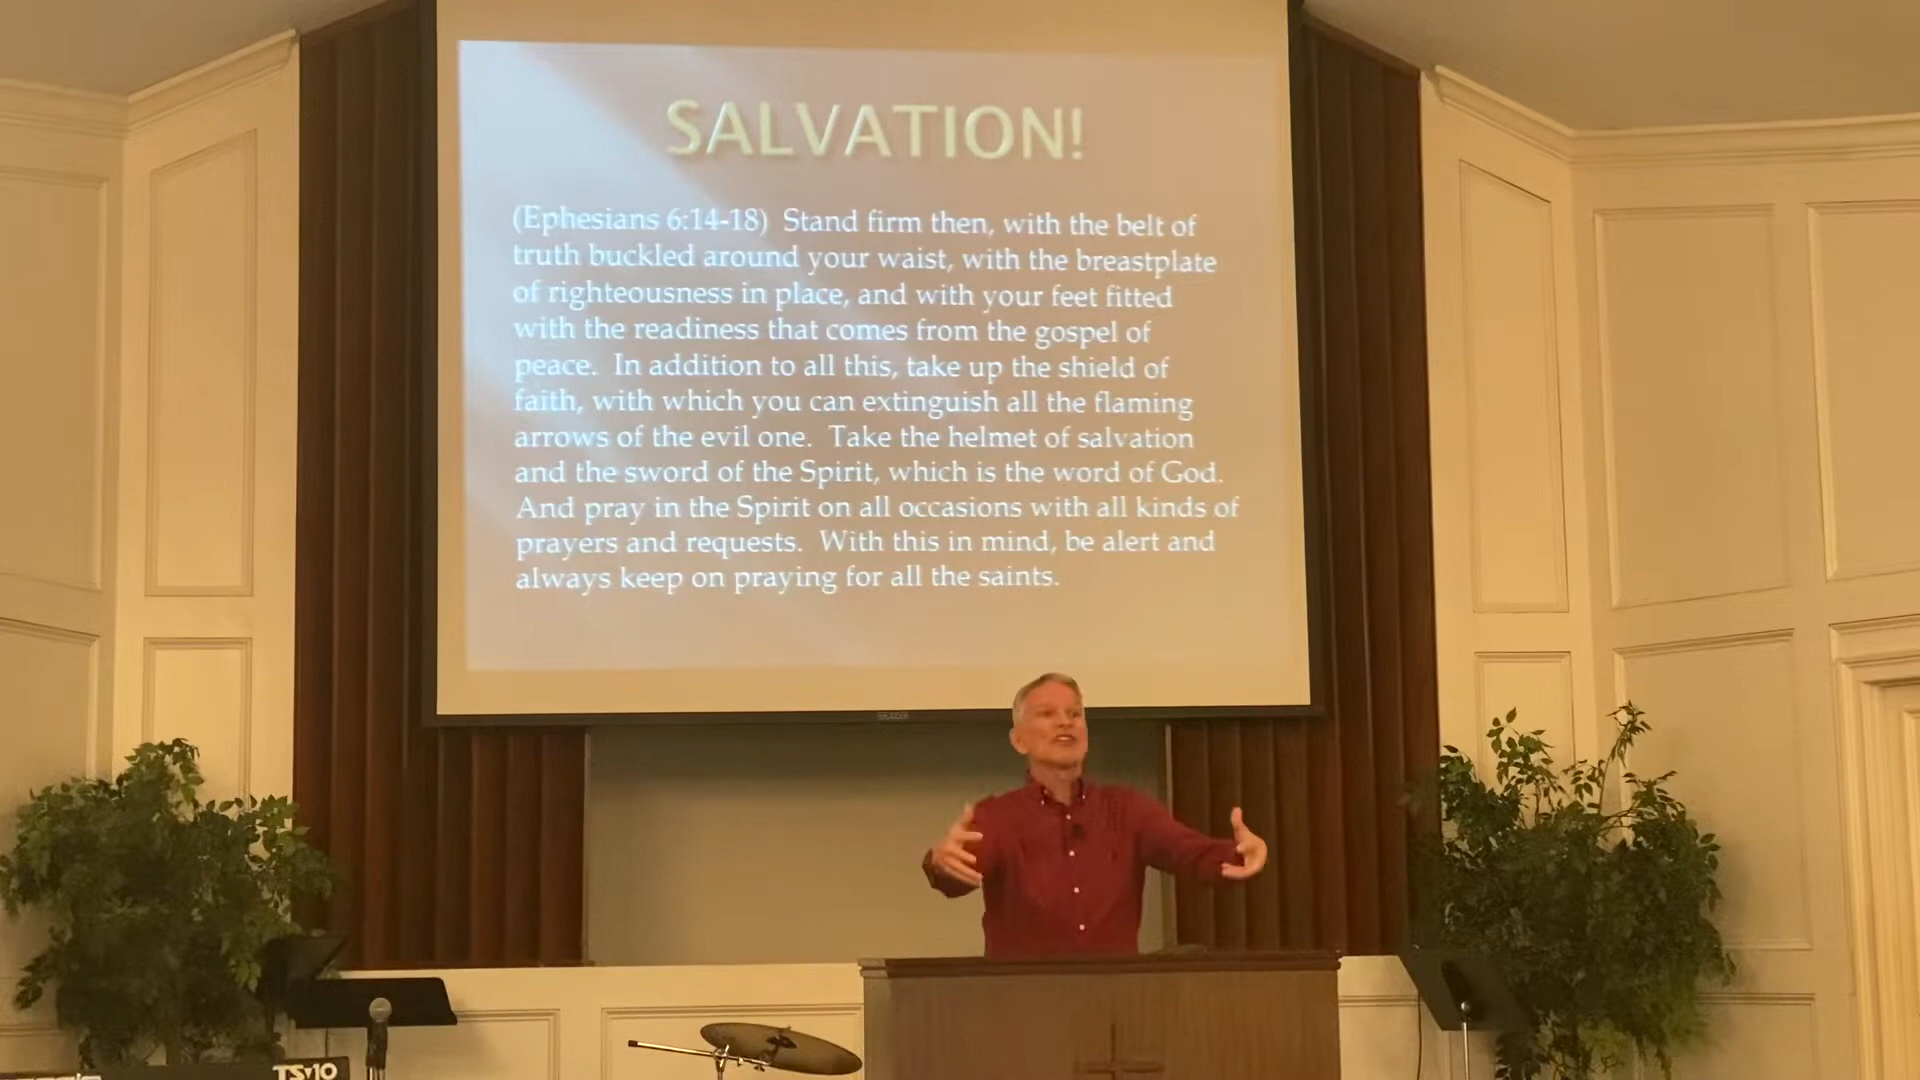 SALVATION!
(Ephesians 6:14-18) Stand firm then, with the belt of
truth buckled around your waist, with the breastplate
of righteousness in place, and with your feet fitted
with the readiness that comes from the gospel of
peace. In addition to all this, take up the shield of
faith, with which you can extinguish all the flaming
arrows of the evil one. Take the helmet of salvation
and the sword of the Spirit, which is the word of God.
And pray in the Spirit on all occasions with all kinds of
prayers and requests. With this in mind, be alert and
always keep on praying for all the saints.
TS·10